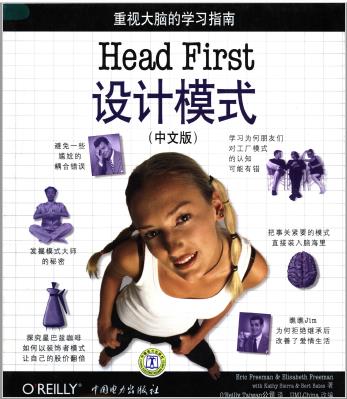 重视大脑的学习指南
Head First
设计模式
(中文版)
避免一些
尴尬的
耦合错误
学习为何朋友们
对工厂模式
的认知
可能有错
发掘模式大师
的秘密
把事关紧要的模式
直接装入脑海里
探究星巴兹咖啡
如何以装饰者模式
让自己的股价翻倍
瞧瞧Jim
为何拒绝继承后
改善了爱情生活
Eric Freeman & Elisabeth Freeman
with Kathy Sierra & Bert Bates 著
O'Reilly Taiwan公司 译 UMLChina 改编
O'REILLY®
中国电力出版社